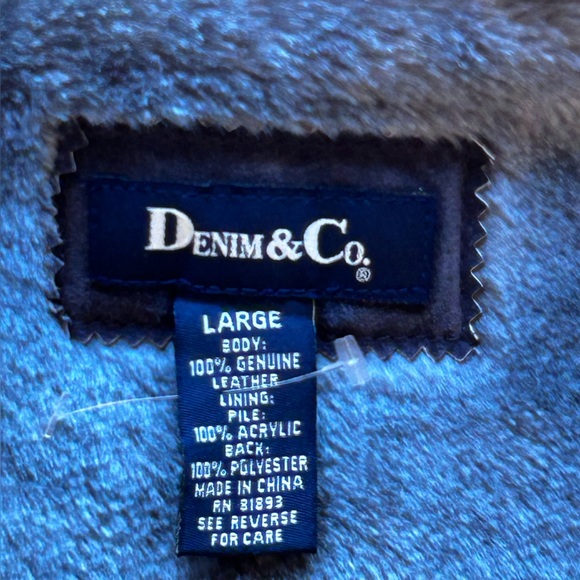 DENIM & CO.®
LARGE
BODY:
100% GENUINE
LEATHER
LINING:
PILE:
100% ACRYLIC
BACK:
100% POLYESTER
MADE IN CHINA
RN 81893
SEE REVERSE
FOR CARE